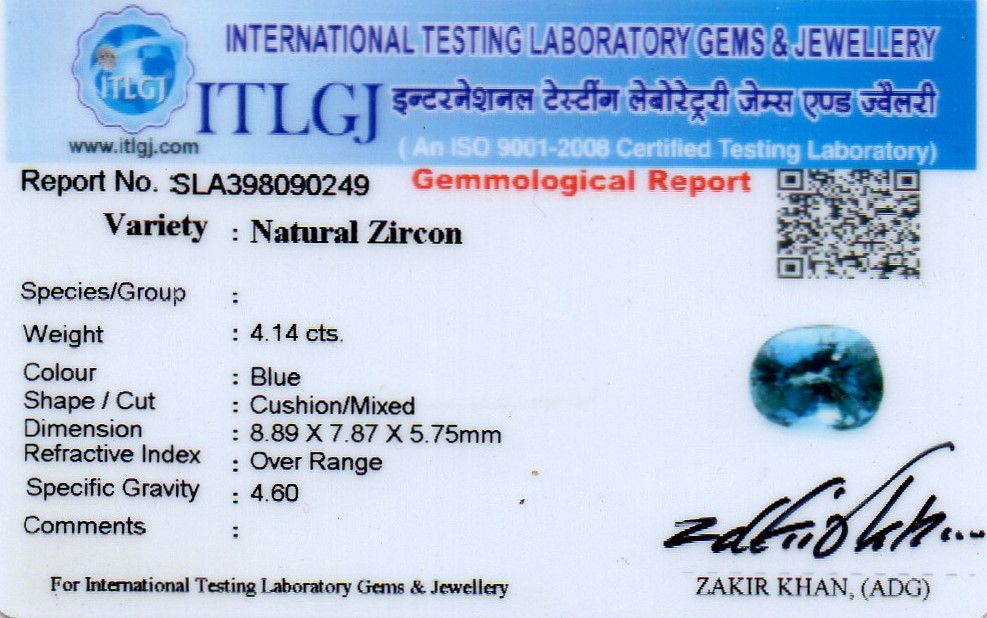 INTERNATIONAL TESTING LABORATORY GEMS & JEWELLERY
ITLGJ
ITLGJ इन्टरनेशनल टेस्टींग लेबोरेट्ररी जेम्स एण्ड ज्वैलरी
www.itlgj.com
( An ISO 9001-2008 Certified Testing Laboratory)
Report No. :SLA398090249 Gemmological Report
Variety : Natural Zircon
Species/Group :
Weight : 4.14 cts.
Colour : Blue
Shape / Cut : Cushion/Mixed
Dimension : 8.89 X 7.87 X 5.75mm
Refractive Index : Over Range
Specific Gravity : 4.60
Comments :
zakir kh...
For International Testing Laboratory Gems & Jewellery
ZAKIR KHAN, (ADG)